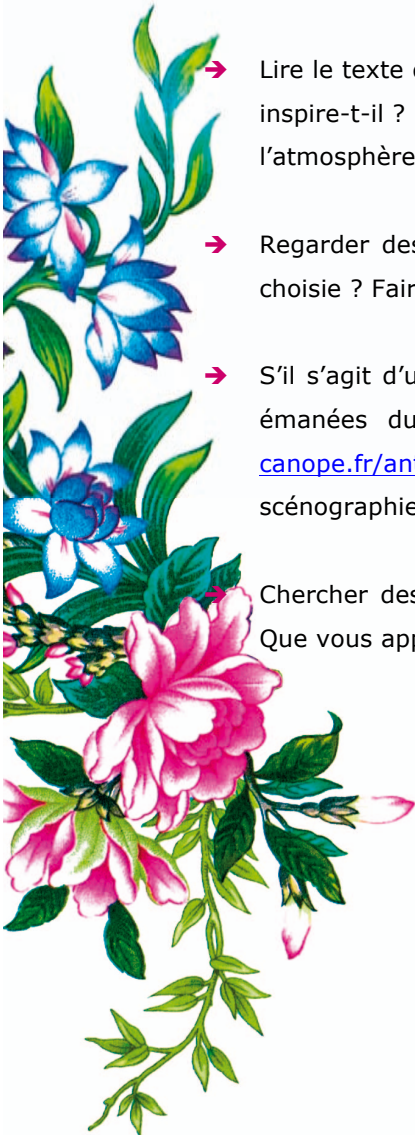 ➔ Lire le texte
inspire-t-il ?
l'atmosphère
➔ Regarder des
choisie ? Fair
➔ S'il s'agit d'u
émanées du
canope.fr/ant
scénographie
➔ Chercher des
Que vous app